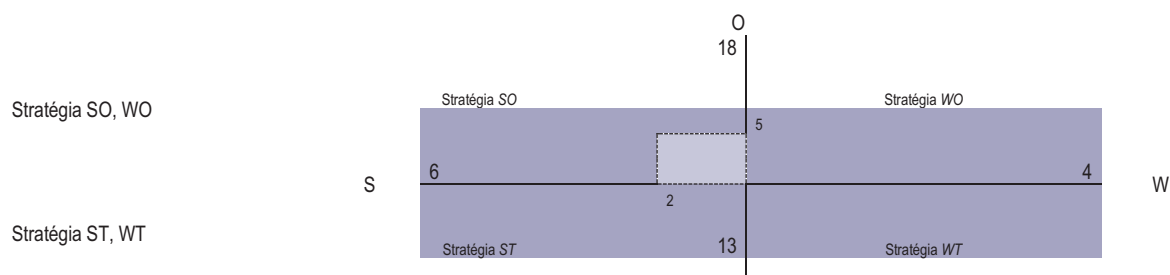 O
18
Stratégia SO
Stratégia WO
Stratégia SO, WO
5
6
4
S
W
2
Stratégia ST, WT
Stratégia ST
13
Stratégia WT